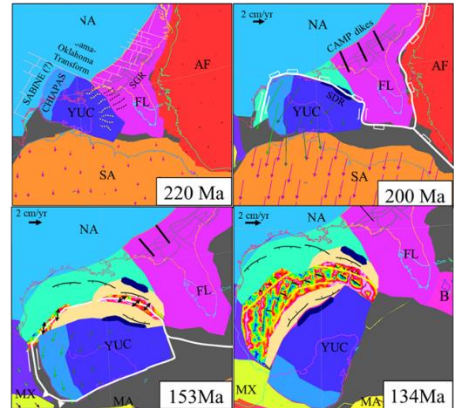 NA
AF
-ama-
Oklahoma
Transform
SABINE (?)
CHIAPAS
SGR
YUC
FL
SA
220 Ma
2 cm/yr
NA
CAMP dikes
AF
SDR
FL
YUC
SA
200 Ma
2 cm/yr
NA
FL
YUC
MX
MA
153Ma
2 cm/yr
NA
FL
B
YUC
MX
MA
134Ma